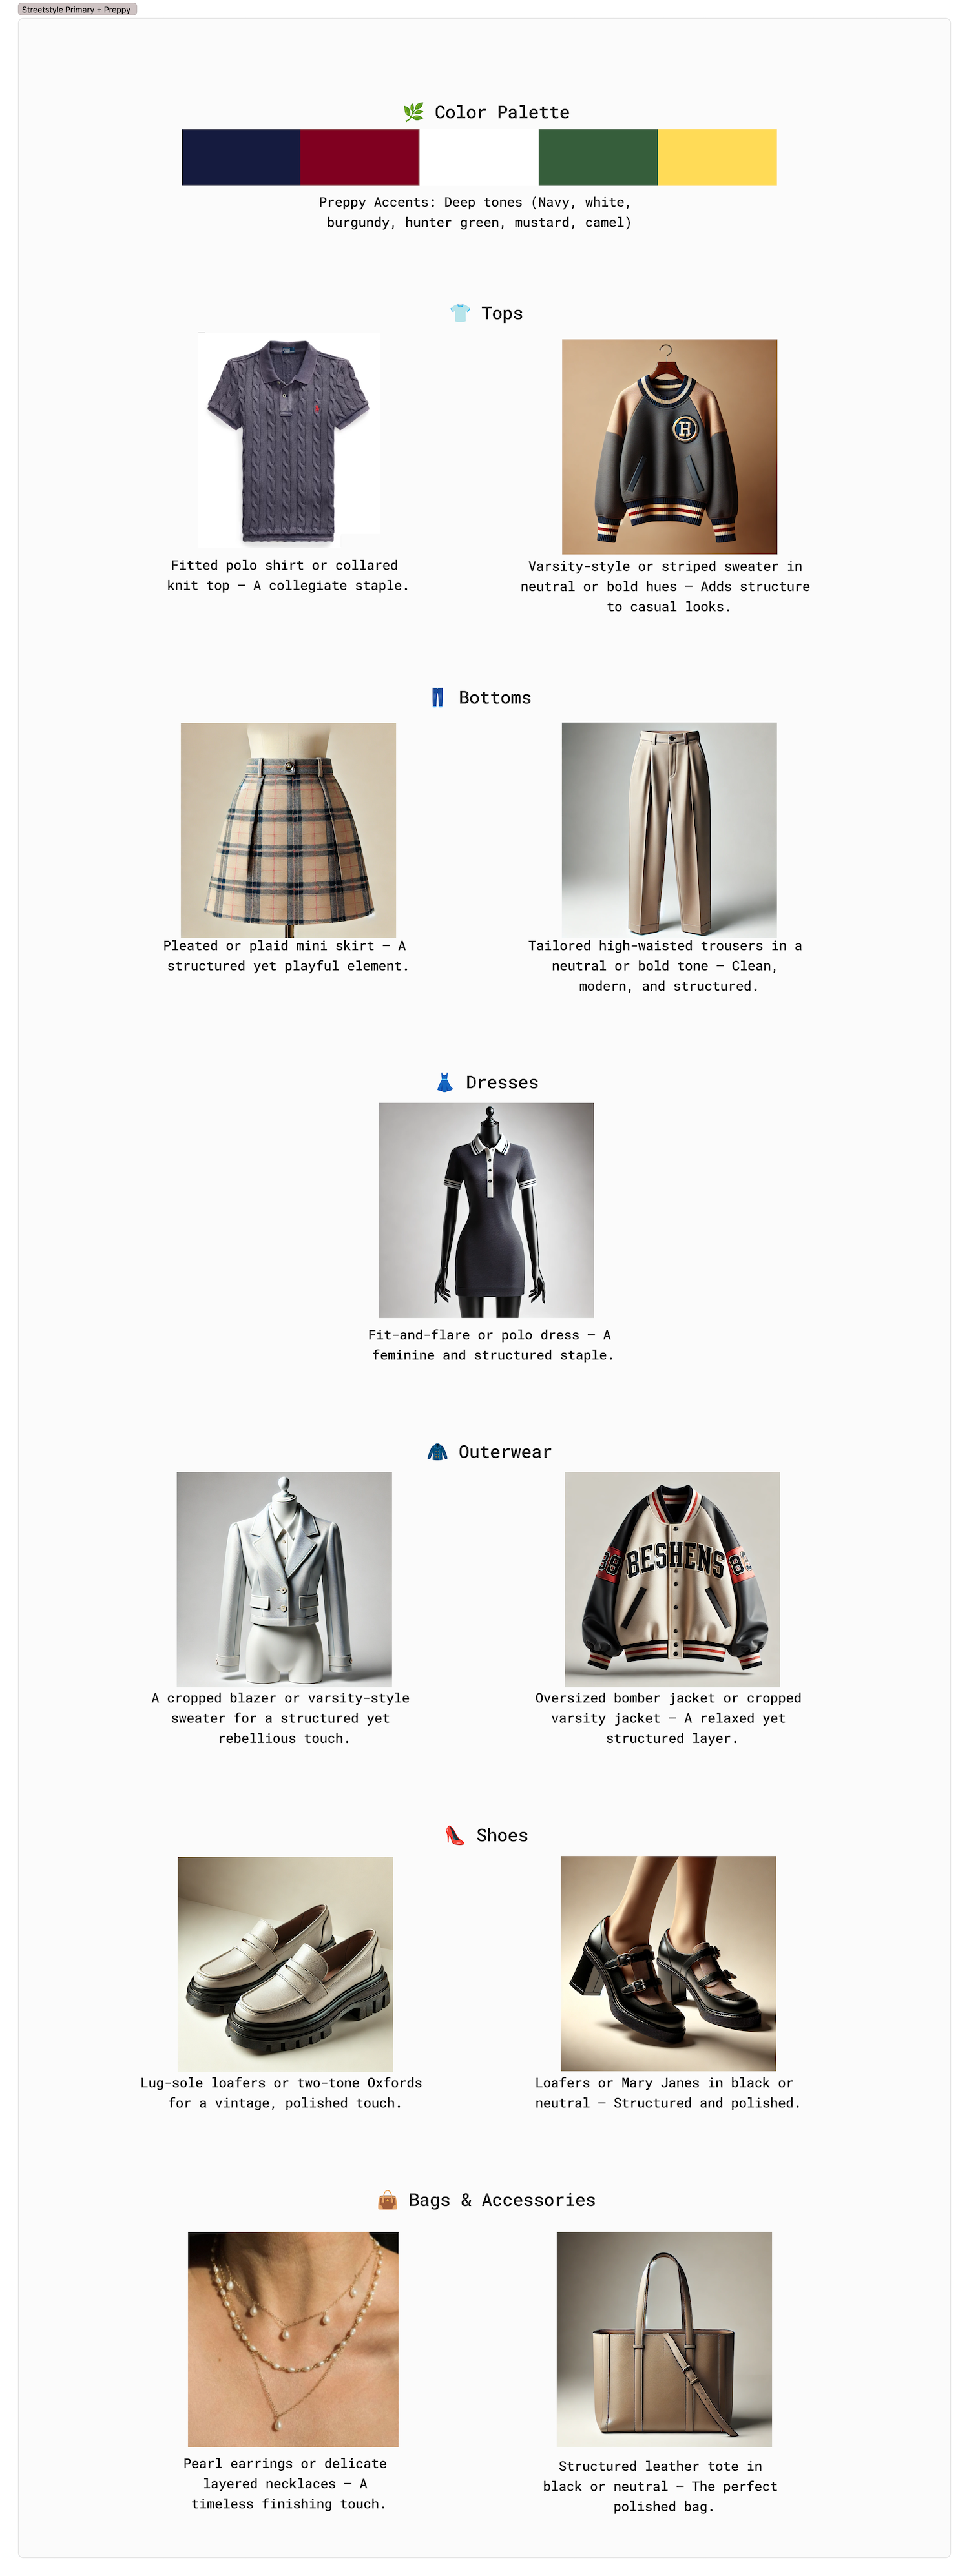 Streetstyle Primary + Preppy
Color Palette
Preppy Accents: Deep tones (Navy, white,
burgundy, hunter green, mustard, camel)
Tops
H
Fitted polo shirt or collared
knit top – A collegiate staple.
Varsity-style or striped sweater in
neutral or bold hues – Adds structure
to casual looks.
Bottoms
Pleated or plaid mini skirt – A
structured yet playful element.
Tailored high-waisted trousers in a
neutral or bold tone – Clean,
modern, and structured.
Dresses
Fit-and-flare or polo dress – A
feminine and structured staple.
Outerwear
BESHENS
A cropped blazer or varsity-style
sweater for a structured yet
rebellious touch.
Oversized bomber jacket or cropped
varsity jacket – A relaxed yet
structured layer.
Shoes
Lug-sole loafers or two-tone Oxfords
for a vintage, polished touch.
Loafers or Mary Janes in black or
neutral – Structured and polished.
Bags & Accessories
Pearl earrings or delicate
layered necklaces – A
timeless finishing touch.
Structured leather tote in
black or neutral – The perfect
polished bag.